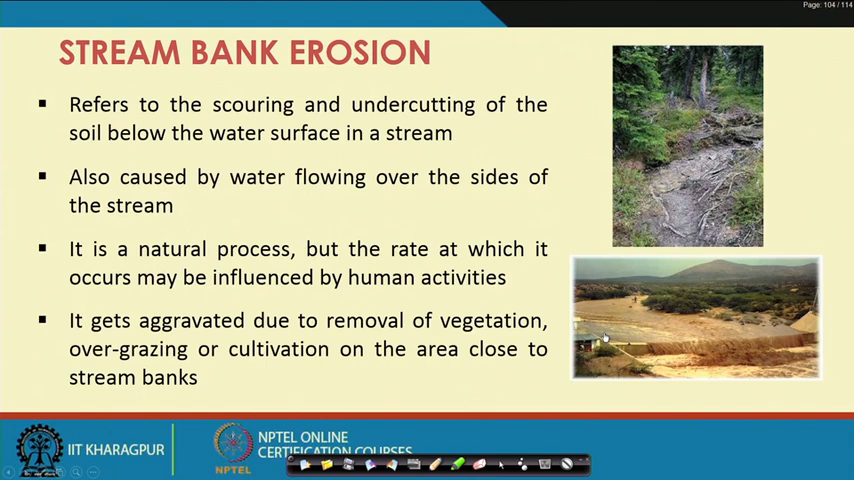 Page: 104 / 114
STREAM BANK EROSION
▪ Refers to the scouring and undercutting of the
soil below the water surface in a stream
▪ Also caused by water flowing over the sides of
the stream
▪ It is a natural process, but the rate at which it
occurs may be influenced by human activities
▪ It gets aggravated due to removal of vegetation,
over-grazing or cultivation on the area close to
stream banks
IIT KHARAGPUR
NPTEL
NPTEL ONLINE
CERTIFICATION COURSES